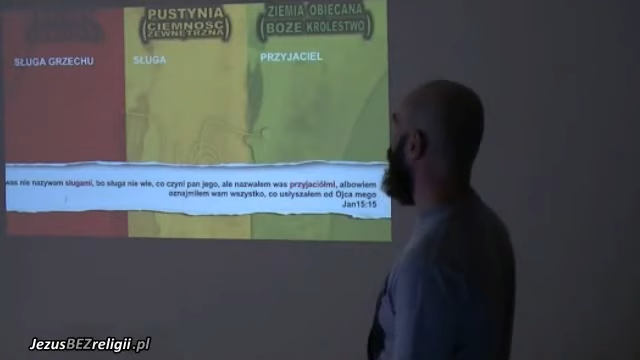 PUSTYNIA
(CIEMNOŚĆ
ZEWNĘTRZNA)
ZIEMIA OBIECANA
(BOŻE KRÓLESTWO)
SŁUGA GRZECHU
SŁUGA
PRZYJACIEL
was nie nazywam sługami, bo sługa nie wie, co czyni pan jego, ale nazwałem was przyjaciółmi, albowiem
oznajmiłem wam wszystko, co usłyszałem od Ojca mego
Jan15:15
JezusBEZreligii.pl